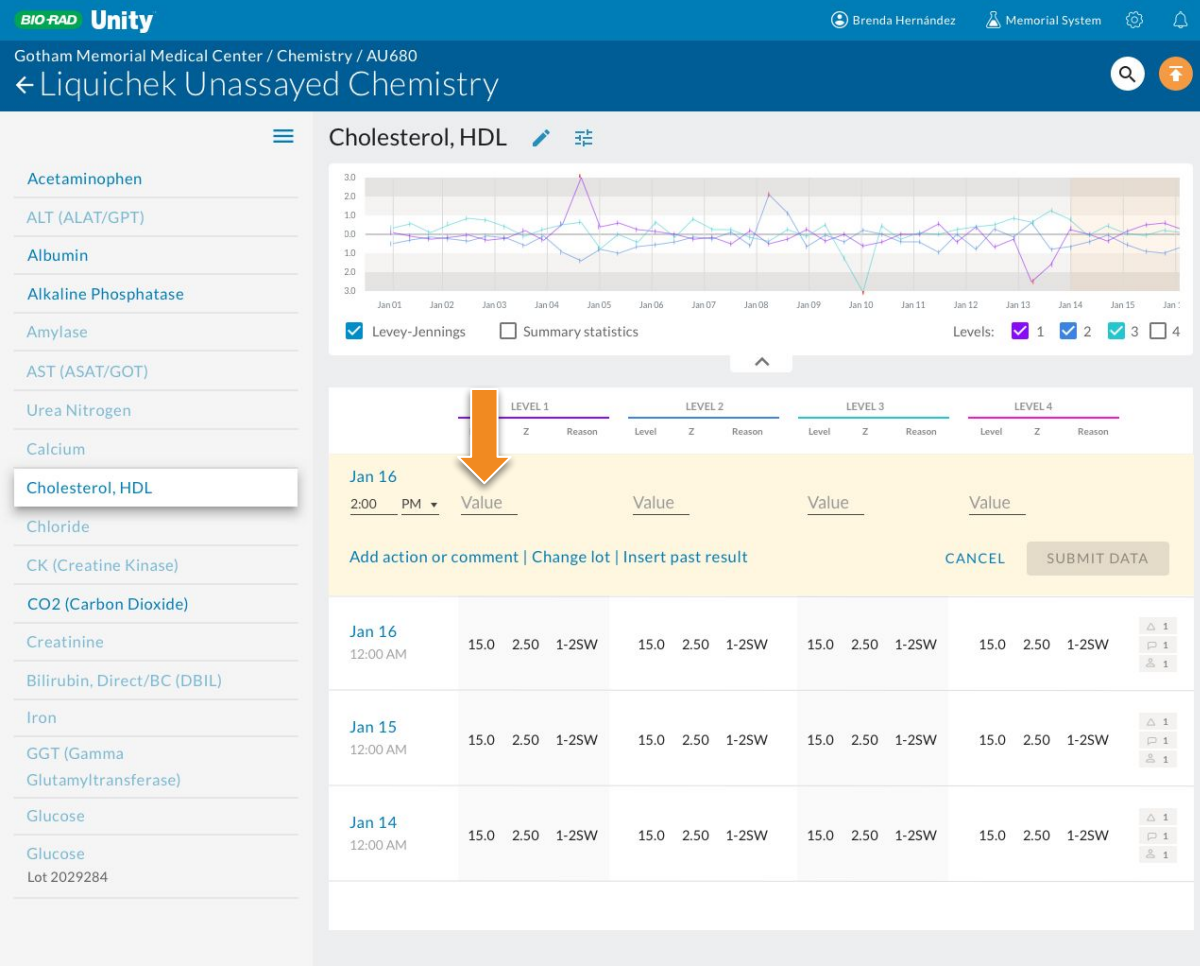 BIO-RAD Unity
Brenda Hernández
Memorial System
Gotham Memorial Medical Center / Chemistry / AU680
Liquichek Unassayed Chemistry
Acetaminophen
ALT (ALAT/GPT)
Albumin
Alkaline Phosphatase
Amylase
AST (ASAT/GOT)
Urea Nitrogen
Calcium
Cholesterol, HDL
Chloride
CK (Creatine Kinase)
CO2 (Carbon Dioxide)
Creatinine
Bilirubin, Direct/BC (DBIL)
Iron
GGT (Gamma
Glutamyltransferase)
Glucose
Glucose
Lot 2029284
Cholesterol, HDL
3.0
2.0
1.0
0.0
1.0
2.0
3.0
Jan 01 Jan 02 Jan 03 Jan 04 Jan 05 Jan 06 Jan 07 Jan 08 Jan 09 Jan 10 Jan 11 Jan 12 Jan 13 Jan 14 Jan 15 Jan
Levey-Jennings Summary statistics Levels: 1 2 3 4
LEVEL 1 LEVEL 2 LEVEL 3 LEVEL 4
Z Reason Level Z Reason Level Z Reason Level Z Reason
Jan 16
2:00 PM Value Value Value Value
Add action or comment | Change lot | Insert past result CANCEL SUBMIT DATA
Jan 16
12:00 AM
15.0 2.50 1-2SW 15.0 2.50 1-2SW 15.0 2.50 1-2SW 15.0 2.50 1-2SW
1
1
1
Jan 15
12:00 AM
15.0 2.50 1-2SW 15.0 2.50 1-2SW 15.0 2.50 1-2SW 15.0 2.50 1-2SW
1
1
1
Jan 14
12:00 AM
15.0 2.50 1-2SW 15.0 2.50 1-2SW 15.0 2.50 1-2SW 15.0 2.50 1-2SW
1
1
1